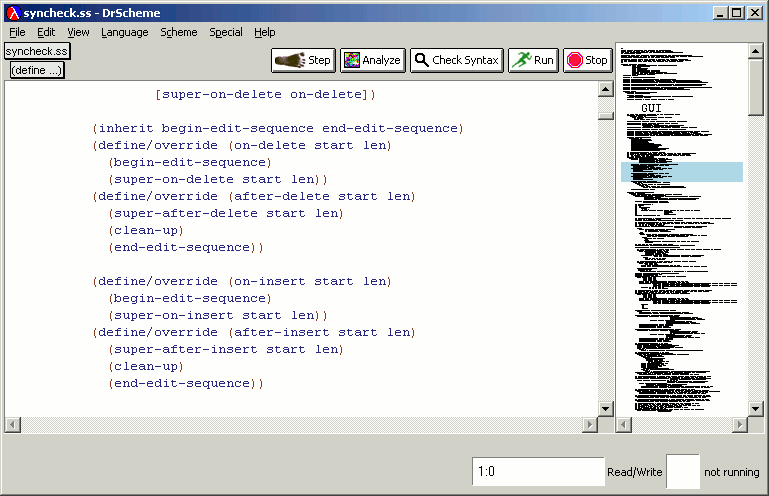 syncheck.ss - DrScheme
File Edit View Language Scheme Special Help
syncheck.ss
(define ...)
Step Analyze Check Syntax Run Stop
[super-on-delete on-delete])
(inherit begin-edit-sequence end-edit-sequence)
(define/override (on-delete start len)
(begin-edit-sequence)
(super-on-delete start len))
(define/override (after-delete start len)
(super-after-delete start len)
(clean-up)
(end-edit-sequence))
(define/override (on-insert start len)
(begin-edit-sequence)
(super-on-insert start len))
(define/override (after-insert start len)
(super-after-insert start len)
(clean-up)
(end-edit-sequence))
GUI
1:0 Read/Write not running